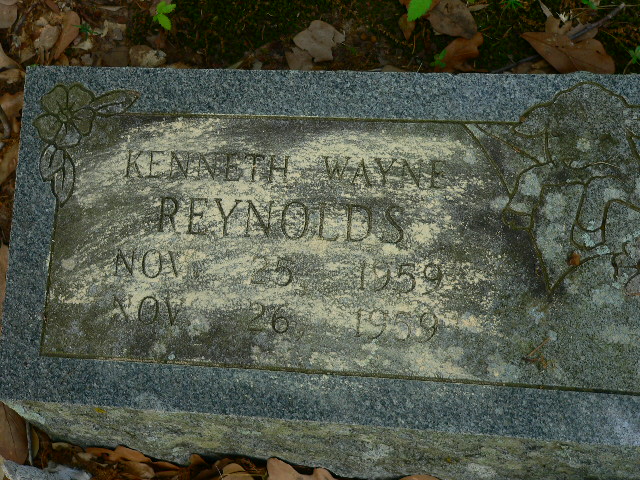 KENNETH WAYNE
REYNOLDS
NOV. 25 1959
NOV. 26 1959